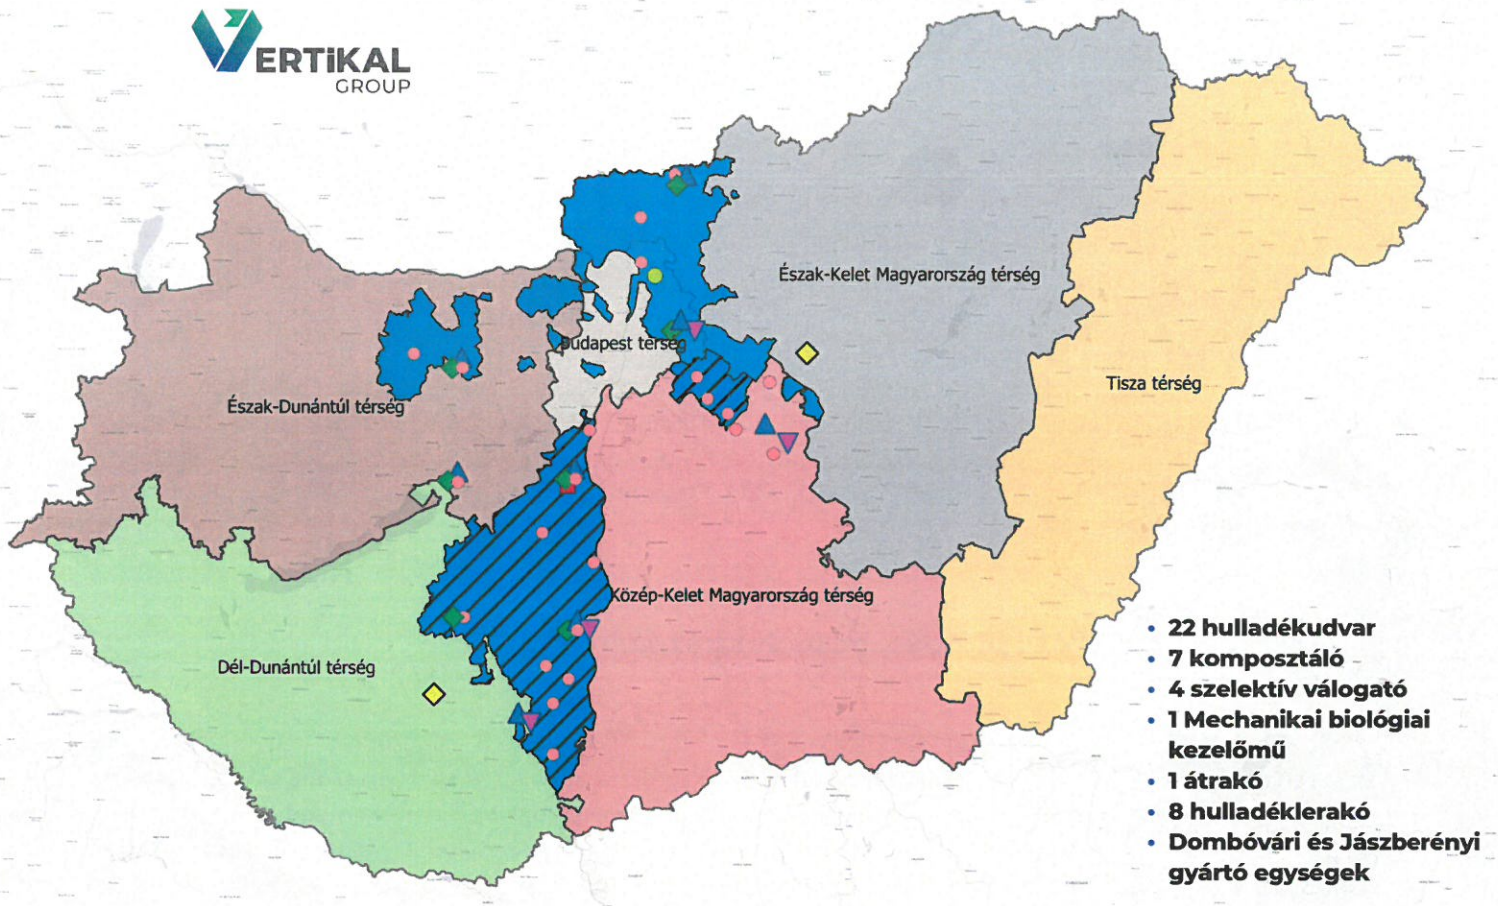 VERTIKAL
GROUP
Észak-Kelet Magyarország térség
Budapest térség
Tisza térség
Észak-Dunántúl térség
Közép-Kelet Magyarország térség
Dél-Dunántúl térség
• 22 hulladékudvar
• 7 komposztáló
• 4 szelektív válogató
• 1 Mechanikai biológiai
kezelőmű
• 1 átrakó
• 8 hulladéklerakó
• Dombóvári és Jászberényi
gyártó egységek